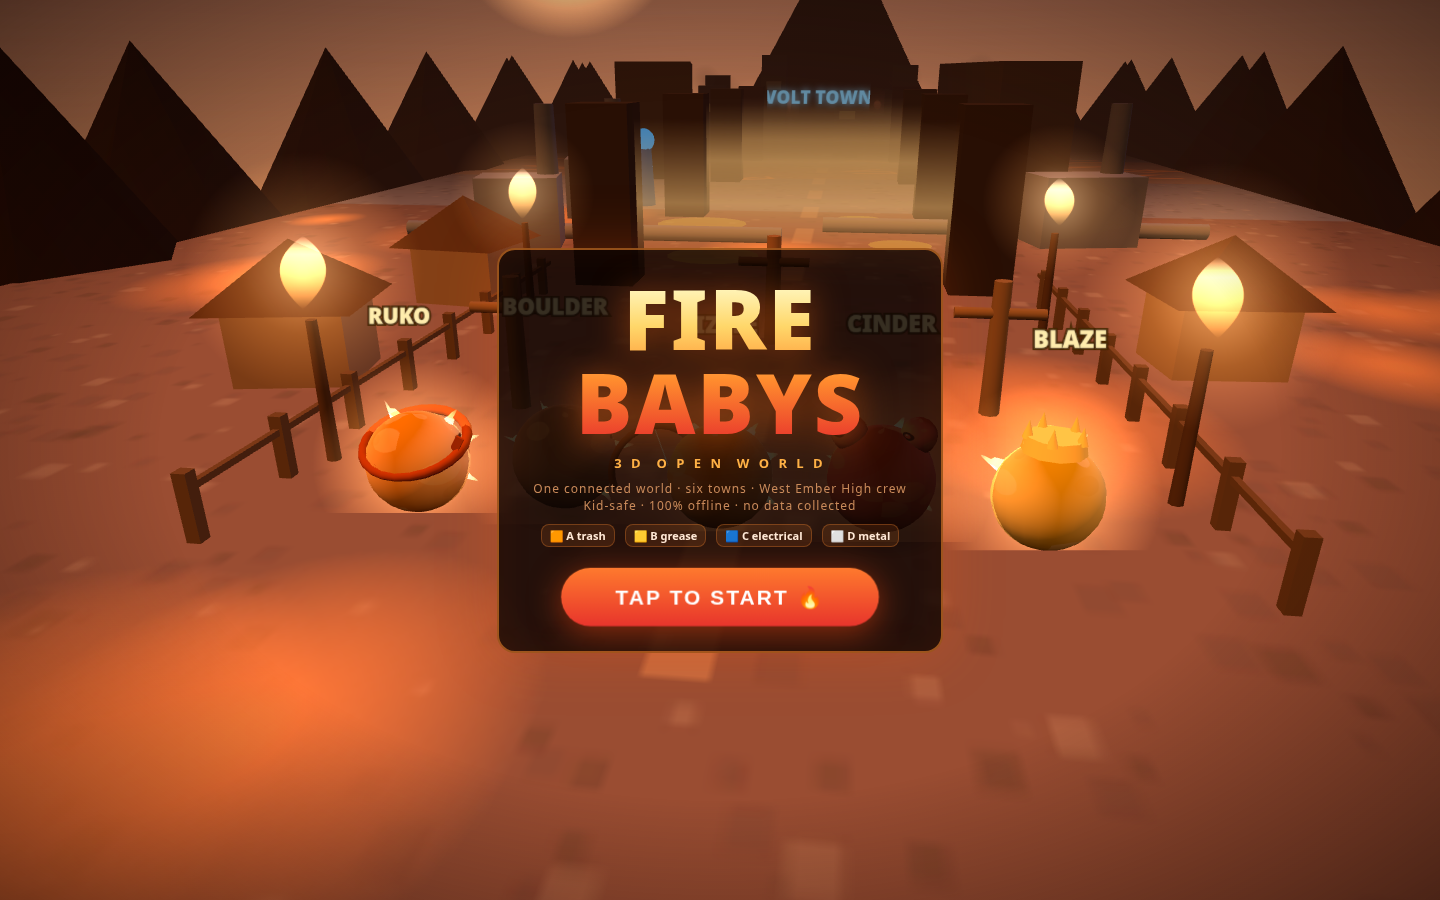 VOLT TOWN
RUKO
BOULDER
CINDER
BLAZE
FIRE
BABYS
3D OPEN WORLD
One connected world · six towns · West Ember High crew
Kid-safe · 100% offline · no data collected
🟧 A trash
🟨 B grease
🟦 C electrical
⬜ D metal
TAP TO START 🔥